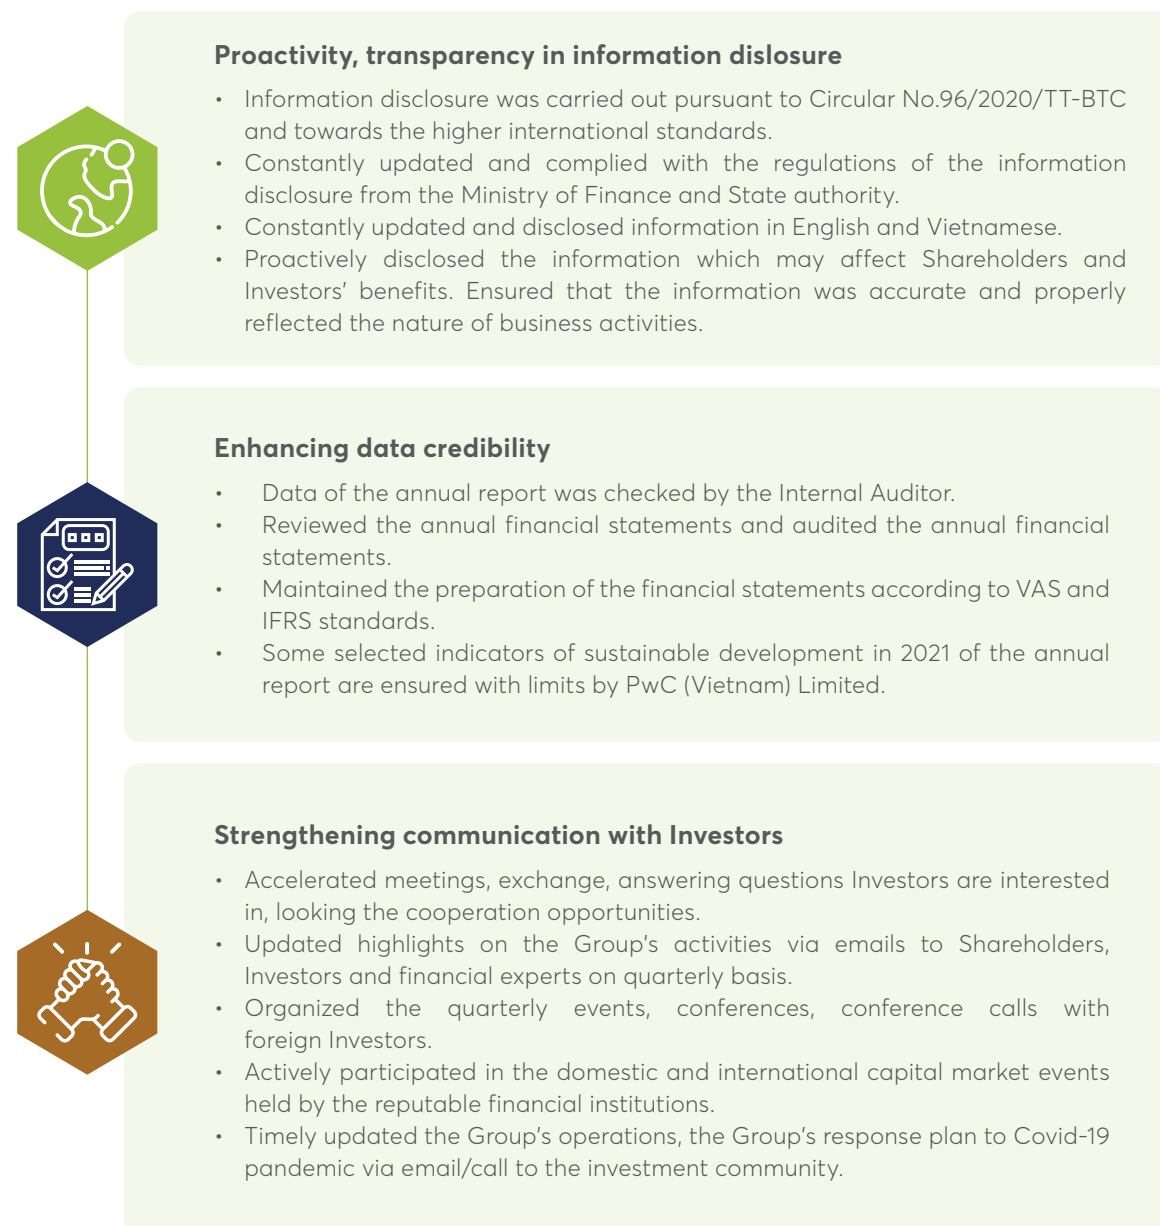 Proactivity, transparency in information dislosure
• Information disclosure was carried out pursuant to Circular No.96/2020/TT-BTC
and towards the higher international standards.
• Constantly updated and complied with the regulations of the information
disclosure from the Ministry of Finance and State authority.
• Constantly updated and disclosed information in English and Vietnamese.
• Proactively disclosed the information which may affect Shareholders and
Investors' benefits. Ensured that the information was accurate and properly
reflected the nature of business activities.
Enhancing data credibility
• Data of the annual report was checked by the Internal Auditor.
• Reviewed the annual financial statements and audited the annual financial
statements.
• Maintained the preparation of the financial statements according to VAS and
IFRS standards.
• Some selected indicators of sustainable development in 2021 of the annual
report are ensured with limits by PwC (Vietnam) Limited.
Strengthening communication with Investors
• Accelerated meetings, exchange, answering questions Investors are interested
in, looking the cooperation opportunities.
• Updated highlights on the Group's activities via emails to Shareholders,
Investors and financial experts on quarterly basis.
• Organized the quarterly events, conferences, conference calls with
foreign Investors.
• Actively participated in the domestic and international capital market events
held by the reputable financial institutions.
• Timely updated the Group's operations, the Group's response plan to Covid-19
pandemic via email/call to the investment community.